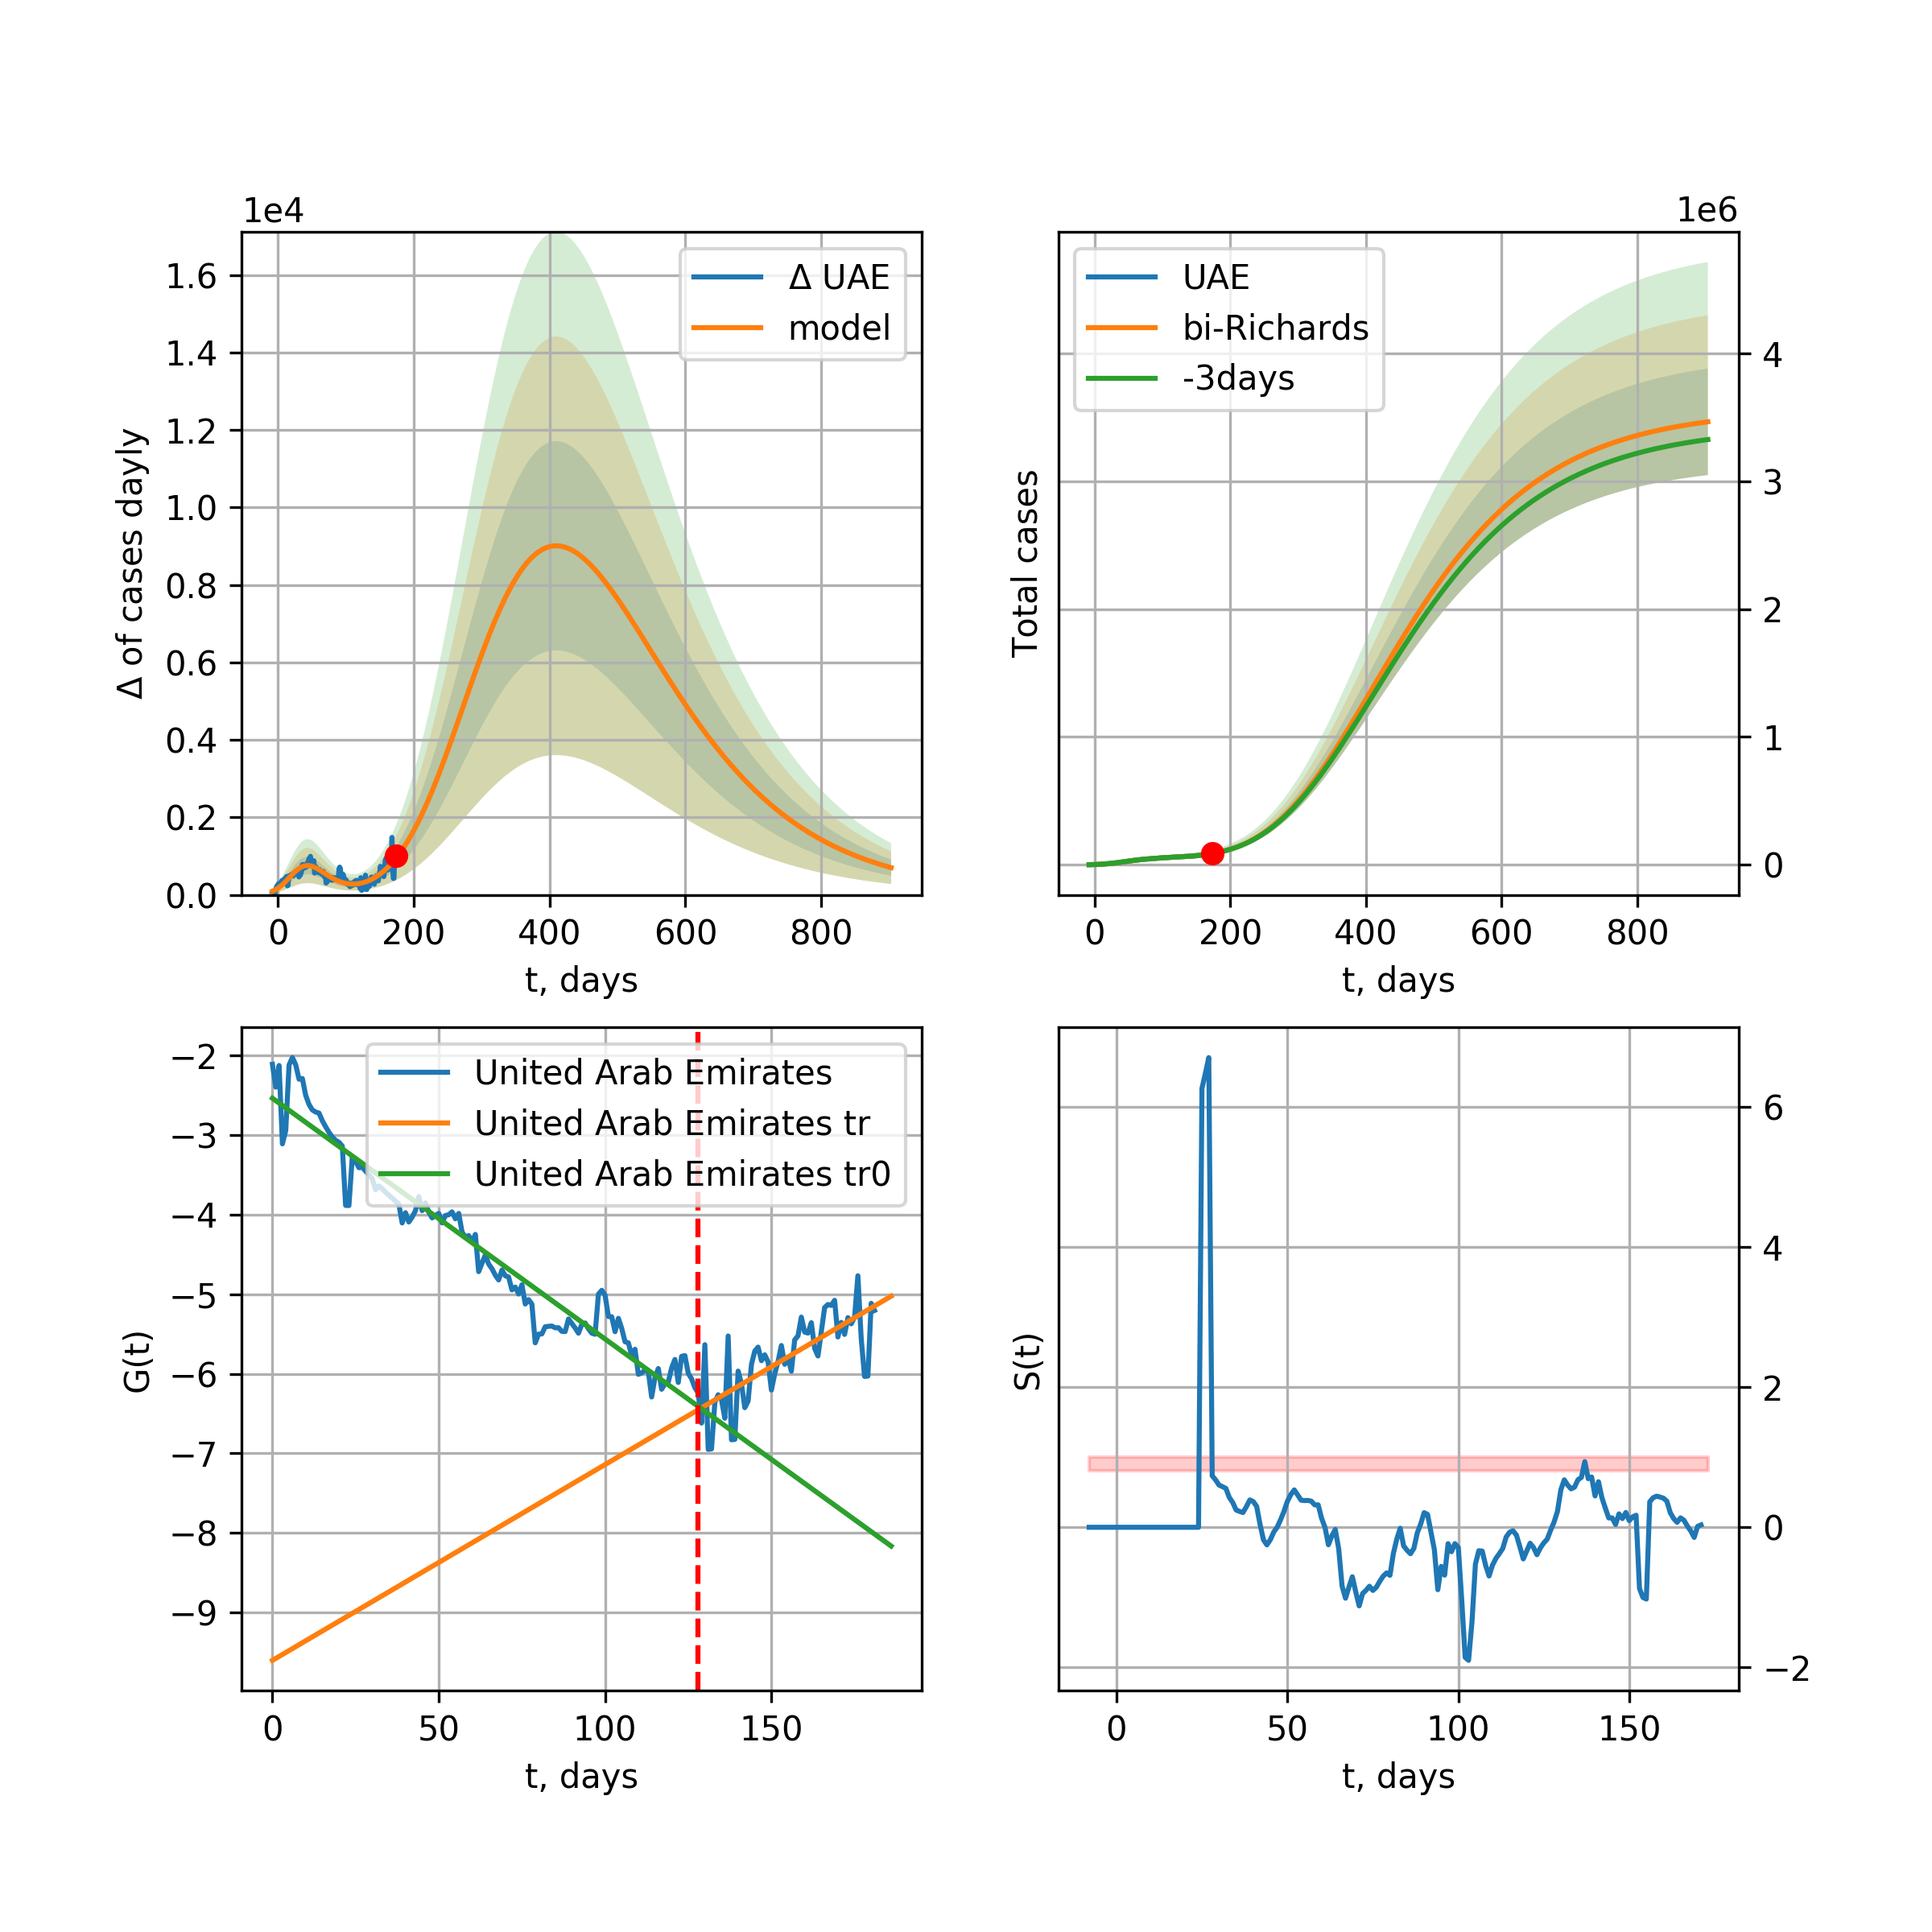 1e4
1.6
1.4
1.2
1.0
0.8
0.6
0.4
0.2
0.0
Δ of cases dayly
Δ UAE
model
0 200 400 600 800
t, days
1e6
UAE
bi-Richards
-3days
Total cases
4
3
2
1
0
0 200 400 600 800
t, days
−2
−3
−4
−5
−6
−7
−8
−9
G(t)
United Arab Emirates
United Arab Emirates tr
United Arab Emirates tr0
0 50 100 150
t, days
S(t)
6
4
2
0
−2
0 50 100 150
t, days